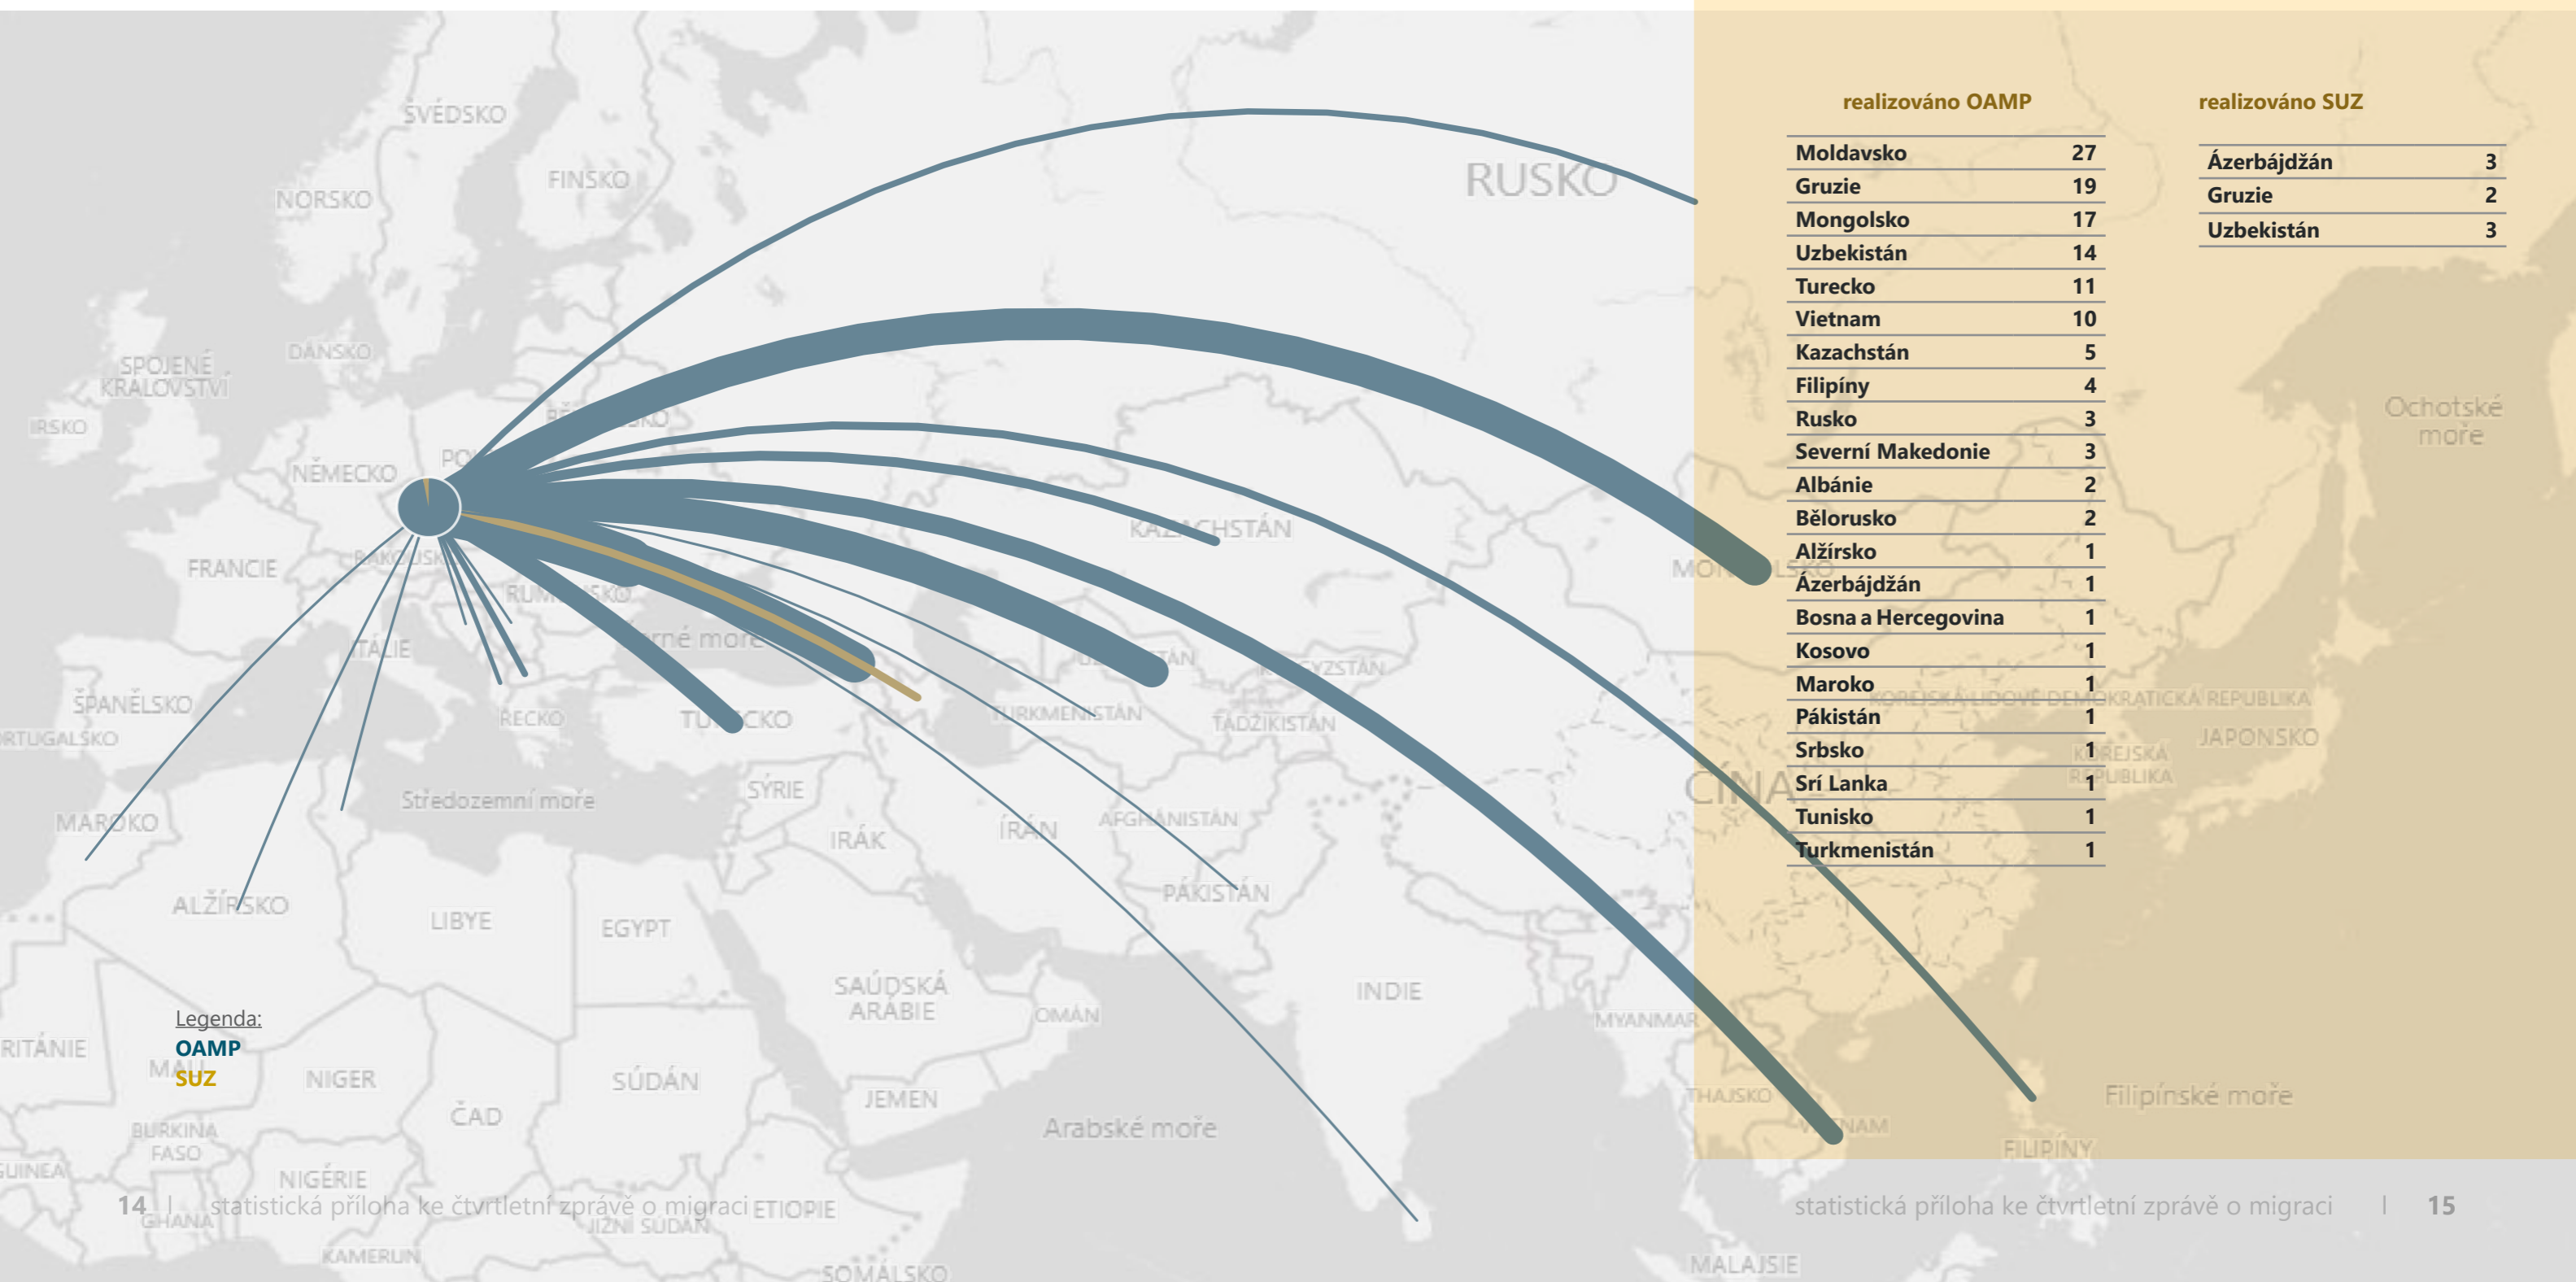 ŠVÉDSKO
FINSKO
NORSKO
RUSKO
DÁNSKO
SPOJENÉ
KRÁLOVSTVÍ
IRSKO
NĚMECKO
FRANCIE
ITÁLIE
ŠPANĚLSKO
ŘECKO
KAZACHSTÁN
TURKMENISTÁN
TÁDŽIKISTÁN
SÝRIE
Středozemní moře
MAROKO
IRÁK
ÍRÁN
AFGHÁNISTÁN
PÁKISTÁN
ALŽÍRSKO
LIBYE
EGYPT
SAÚDSKÁ
ARÁBIE
OMÁN
INDIE
MYANMAR
ČÍNA
NIGER
ČAD
SÚDÁN
JEMEN
Arabské moře
BURKINA
FASO
NIGÉRIE
GHANA
KAMERUN
JIŽNÍ SÚDÁN
ETIOPIE
SOMÁLSKO
THAJSKO
MALAJSIE
FILIPÍNY
Filipínské moře
Ochotské
moře
KOREJSKÁ LIDOVĚ DEMOKRATICKÁ REPUBLIKA
KOREJSKÁ
REPUBLIKA
JAPONSKO
Legenda:
OAMP
SUZ
14 | statistická příloha ke čtvrtletní zprávě o migraci
realizováno OAMP
Moldavsko 27
Gruzie 19
Mongolsko 17
Uzbekistán 14
Turecko 11
Vietnam 10
Kazachstán 5
Filipíny 4
Rusko 3
Severní Makedonie 3
Albánie 2
Bělorusko 2
Alžírsko 1
Ázerbájdžán 1
Bosna a Hercegovina 1
Kosovo 1
Maroko 1
Pákistán 1
Srbsko 1
Srí Lanka 1
Tunisko 1
Turkmenistán 1
realizováno SUZ
Ázerbájdžán 3
Gruzie 2
Uzbekistán 3
statistická příloha ke čtvrtletní zprávě o migraci | 15